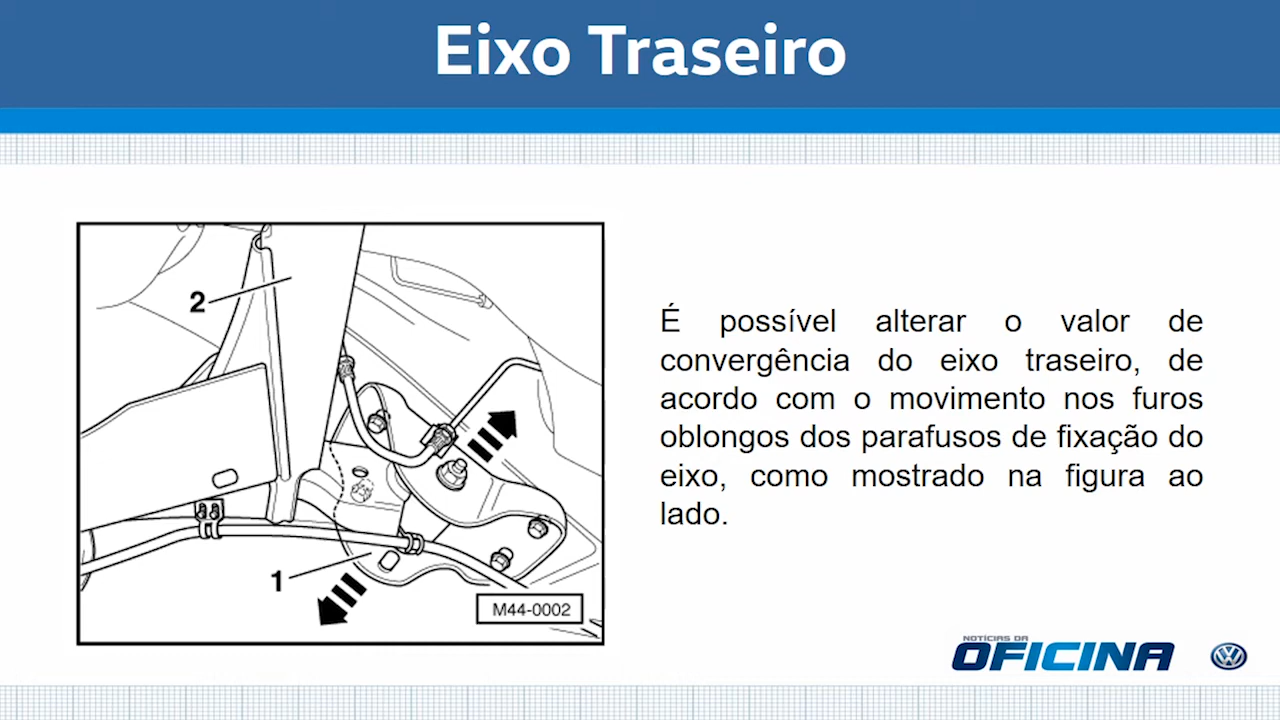 Eixo Traseiro
2
1
M44-0002
É possível alterar o valor de
convergência do eixo traseiro, de
acordo com o movimento nos furos
oblongos dos parafusos de fixação do
eixo, como mostrado na figura ao
lado.
NOTÍCIAS DA
OFICINA